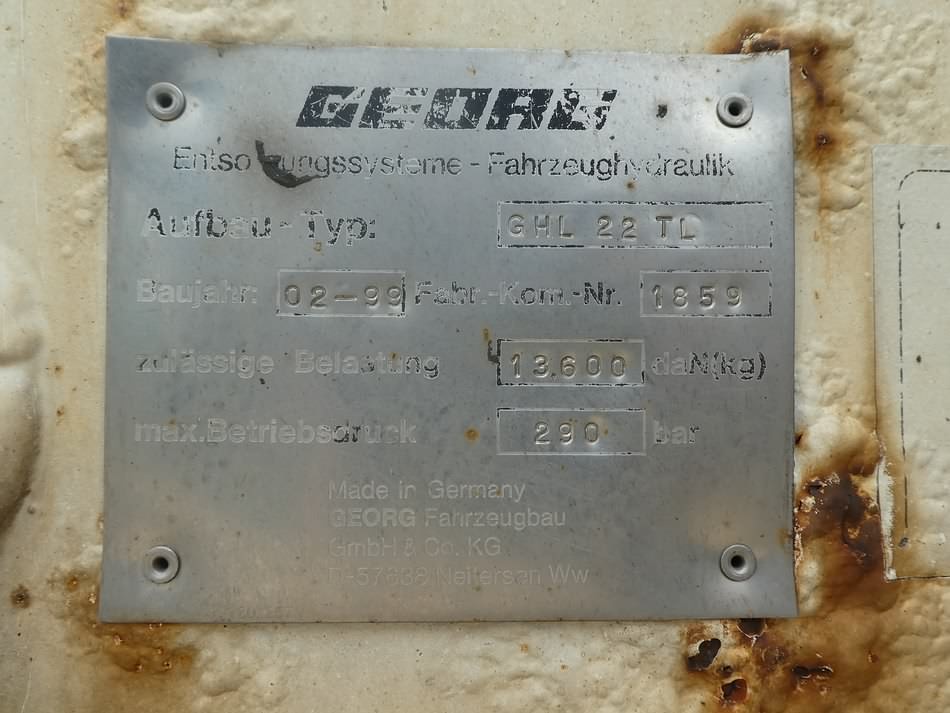 GEORG
Entsorgungssysteme - Fahrzeughydraulik
Aufbau - Typ: GHL 22 TL
Baujahr: 02-99 Fahr.-Kom.-Nr. 1859
zulässige Belastung 13.600 daN(kg)
max.Betriebsdruck 290 bar
Made in Germany
GEORG Fahrzeugbau
GmbH & Co. KG
D-57638 Neitersen Ww